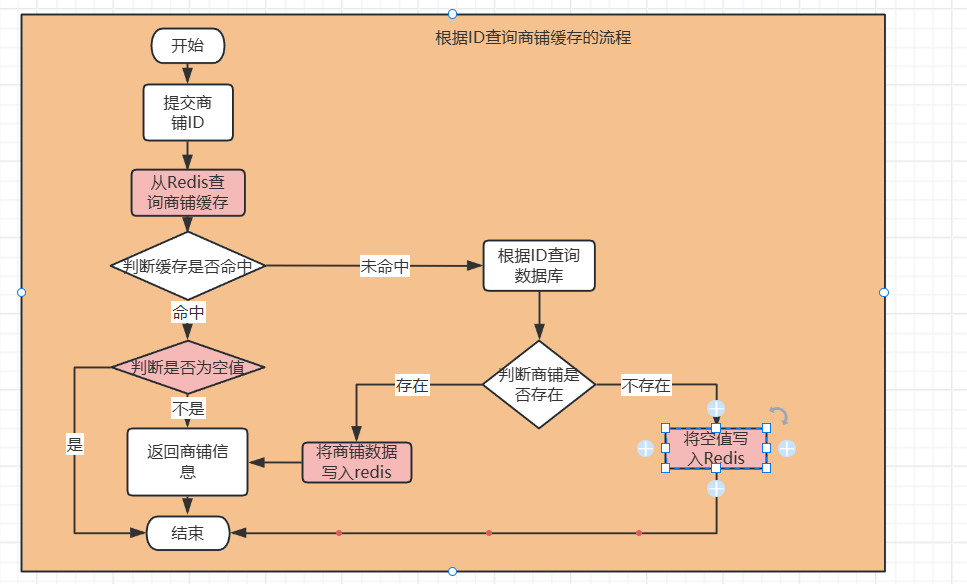 根据ID查询商铺缓存的流程
开始
提交商
铺ID
从Redis查
询商铺缓存
判断缓存是否命中
未命中
根据ID查询
数据库
命中
判断是否为空值
判断商铺是
否存在
存在
不存在
不是
是
返回商铺信
息
将商铺数据
写入redis
将空值写
入Redis
结束